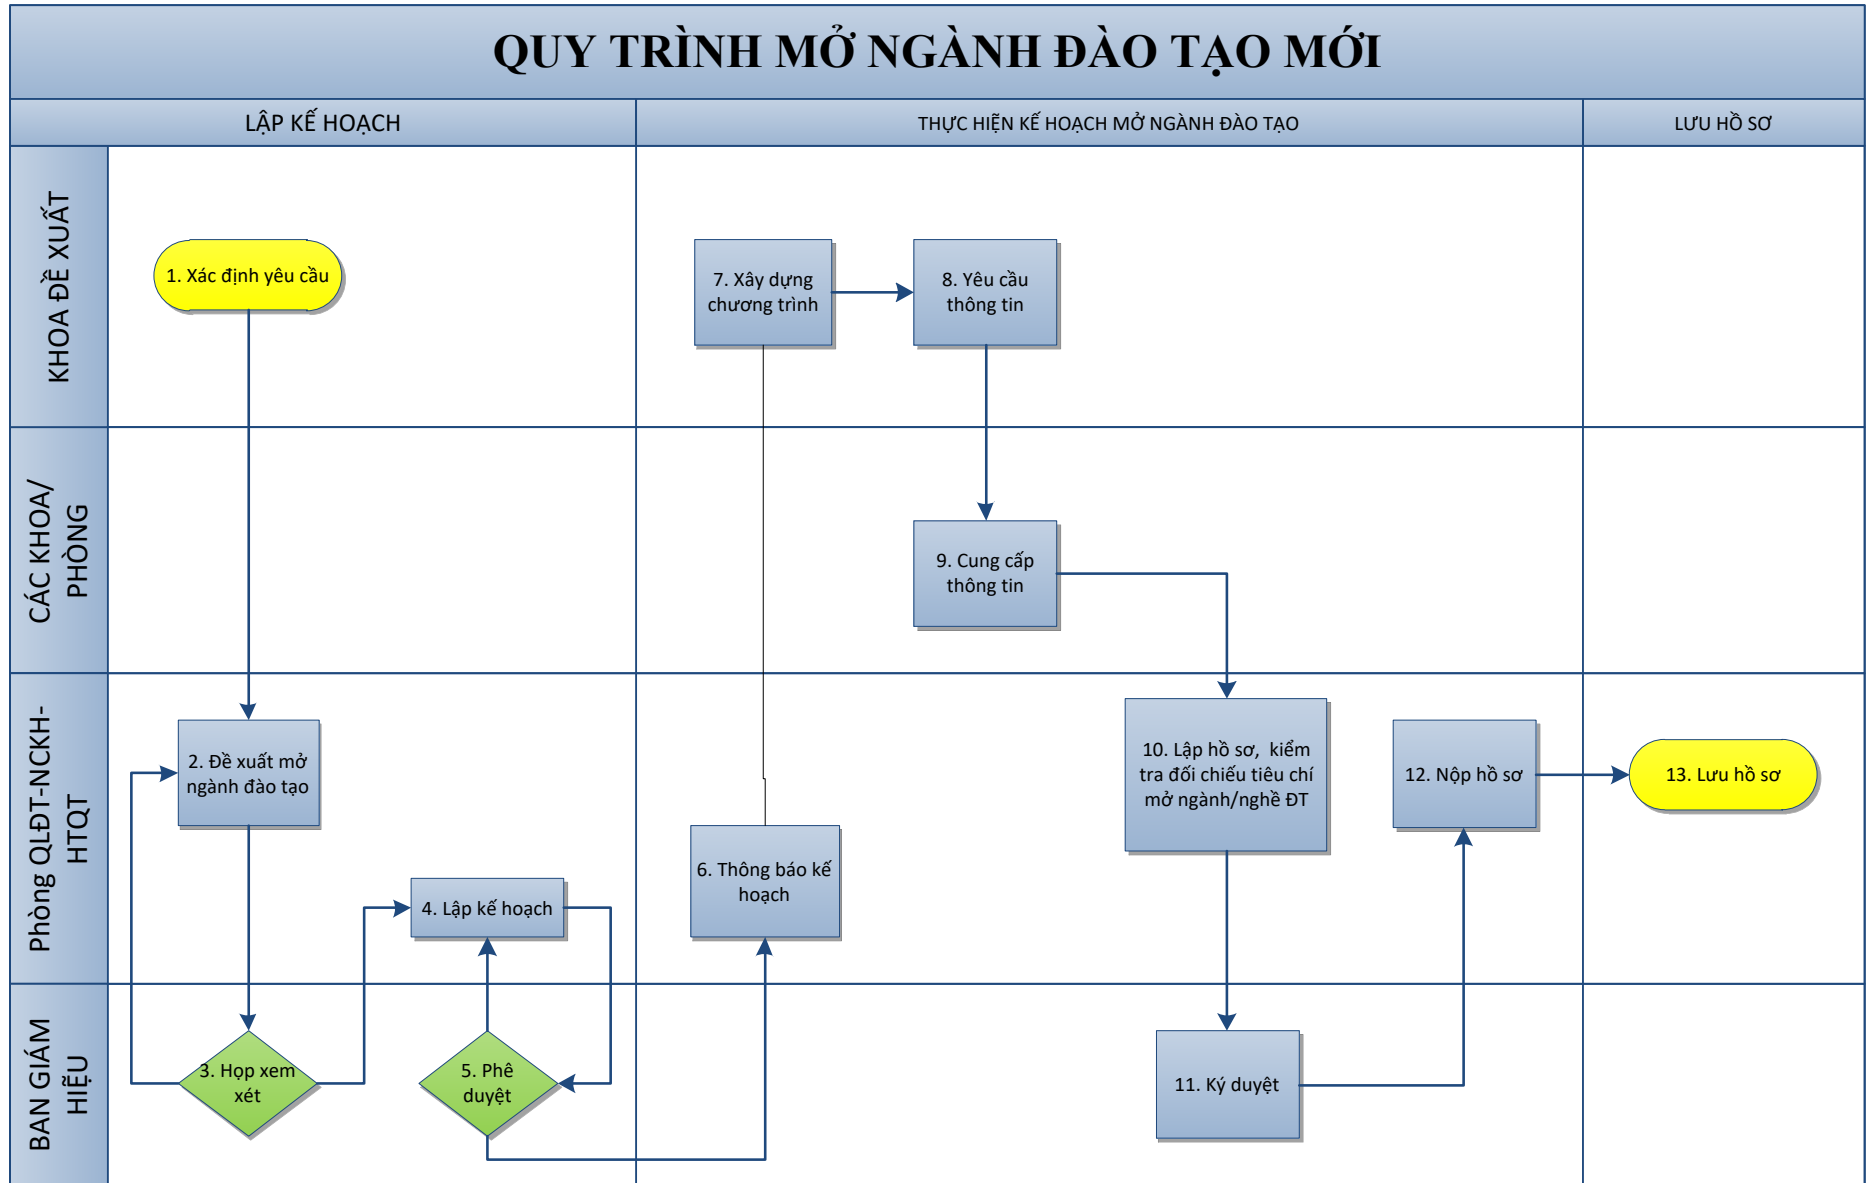 QUY TRÌNH MỞ NGÀNH ĐÀO TẠO MỚI
LẬP KẾ HOẠCH
THỰC HIỆN KẾ HOẠCH MỞ NGÀNH ĐÀO TẠO
LƯU HỒ SƠ
KHOA ĐỀ XUẤT
1. Xác định yêu cầu
7. Xây dựng
chương trình
8. Yêu cầu
thông tin
CÁC KHOA/
PHÒNG
9. Cung cấp
thông tin
Phòng QLĐT-NCKH-
HTQT
2. Đề xuất mở
ngành đào tạo
4. Lập kế hoạch
6. Thông báo kế
hoạch
10. Lập hồ sơ, kiểm
tra đối chiếu tiêu chí
mở ngành/nghề ĐT
12. Nộp hồ sơ
13. Lưu hồ sơ
BAN GIÁM
HIỆU
3. Họp xem
xét
5. Phê
duyệt
11. Ký duyệt